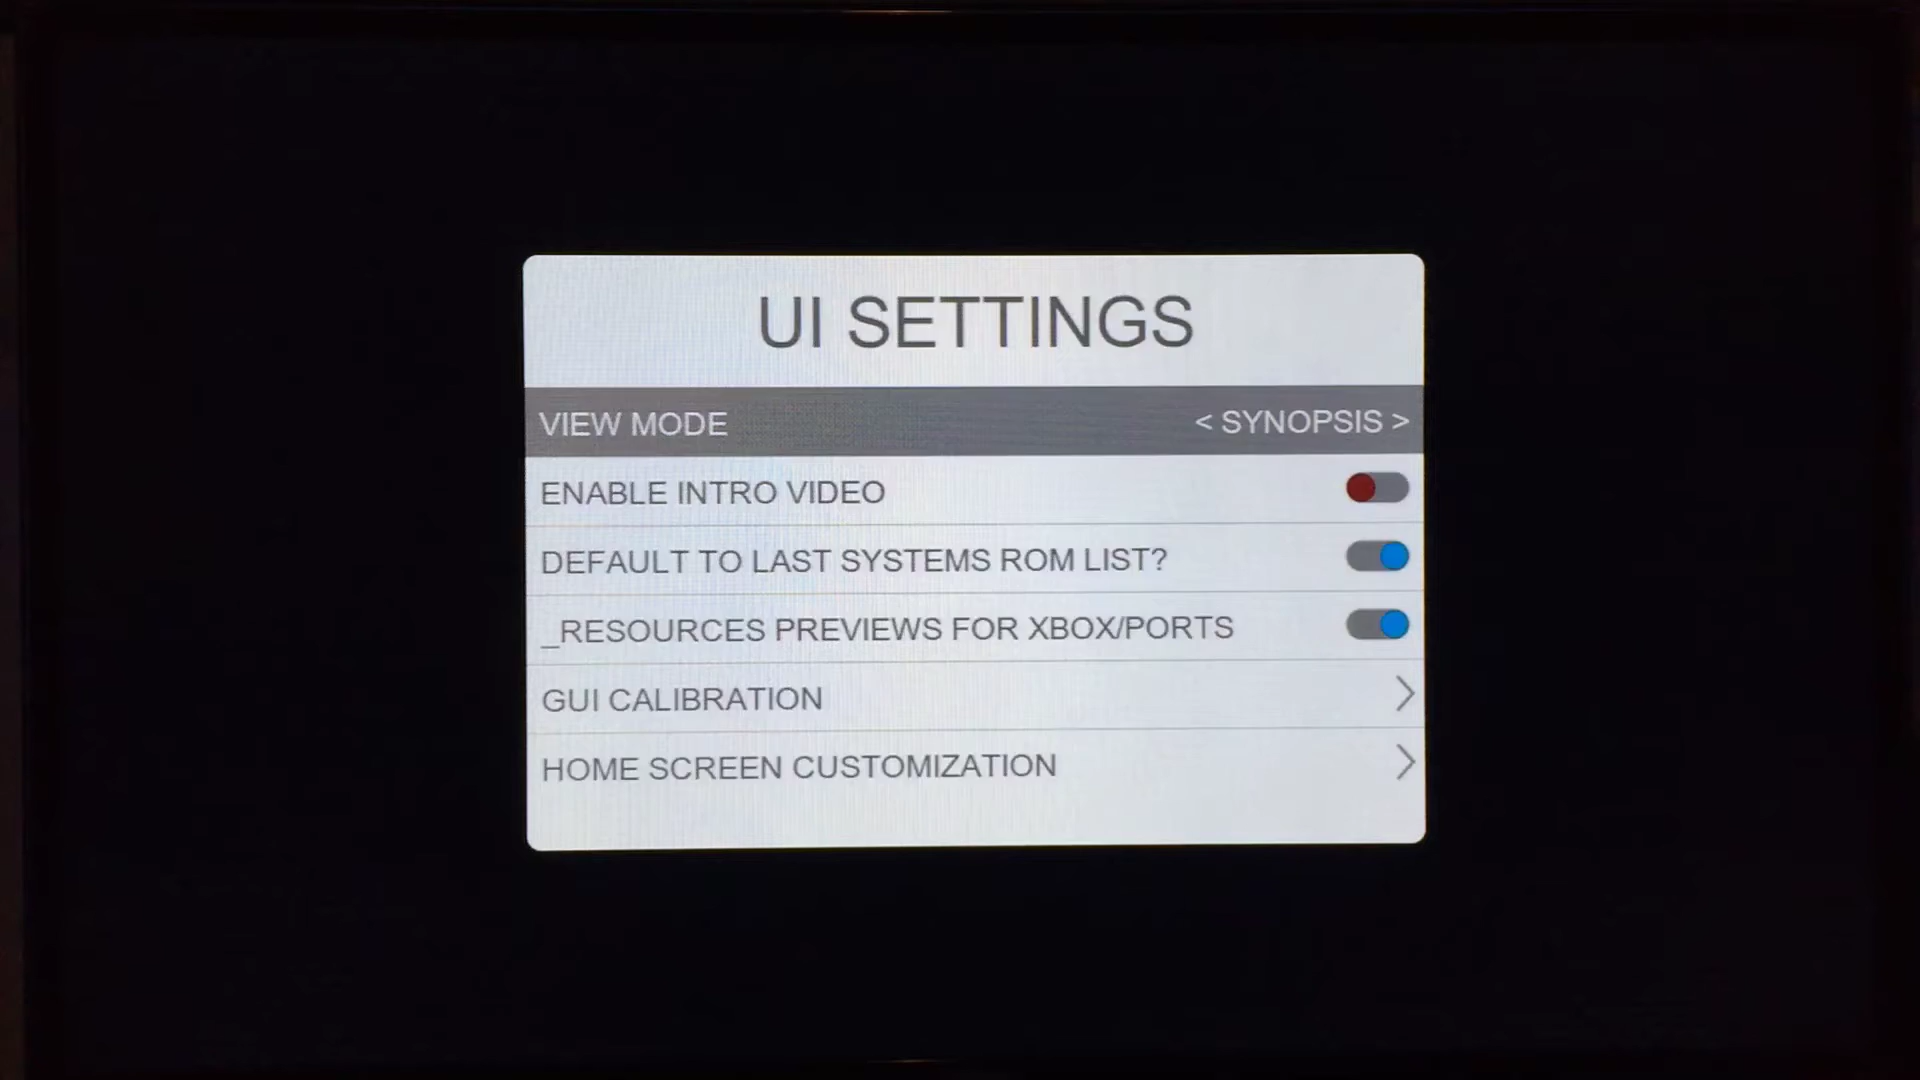 UI SETTINGS
VIEW MODE < SYNOPSIS >
ENABLE INTRO VIDEO
DEFAULT TO LAST SYSTEMS ROM LIST?
_RESOURCES PREVIEWS FOR XBOX/PORTS
GUI CALIBRATION
HOME SCREEN CUSTOMIZATION